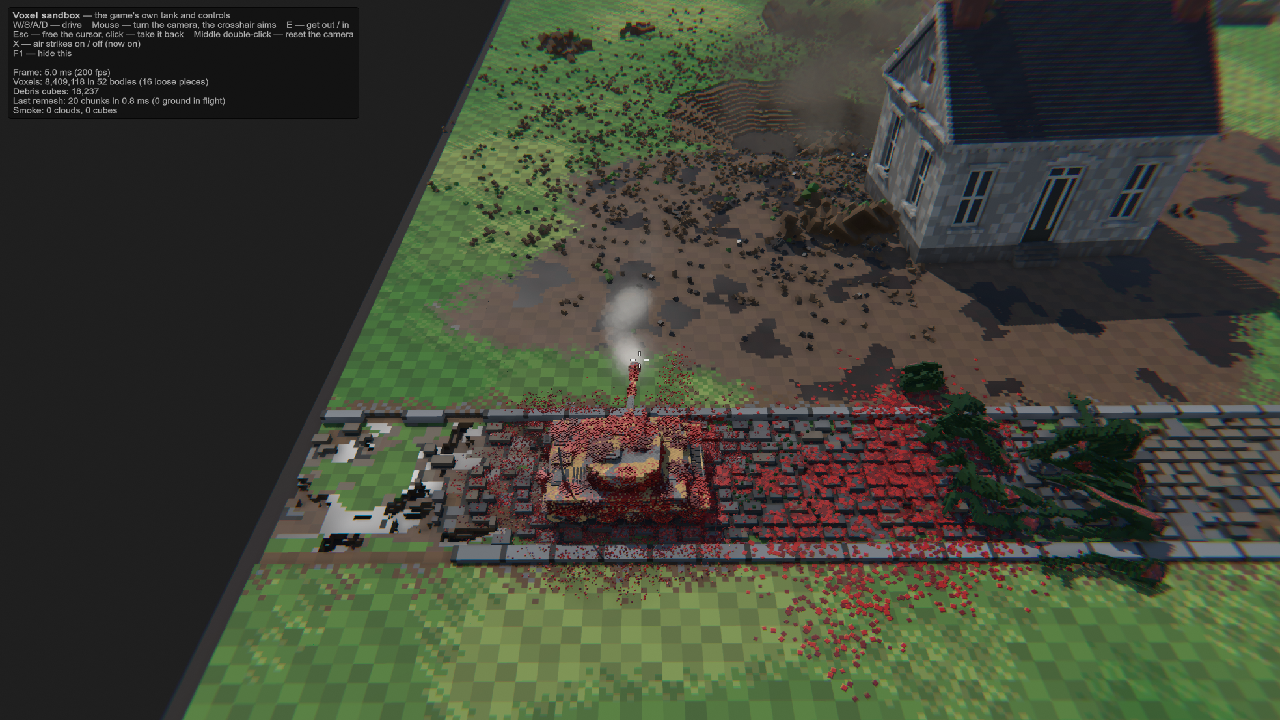 Voxel sandbox — the game's own tank and controls
W/S/A/D — drive    Mouse — turn the camera, the crosshair aims    E — get out / in
Esc — free the cursor, click — take it back    Middle double-click — reset the camera
X — air strikes on / off (now on)
F1 — hide this
Frame: 5.0 ms (200 fps)
Voxels: 8,409,118 in 52 bodies (16 loose pieces)
Debris cubes: 18,237
Last remesh: 20 chunks in 0.8 ms (0 ground in flight)
Smoke: 0 clouds, 0 cubes